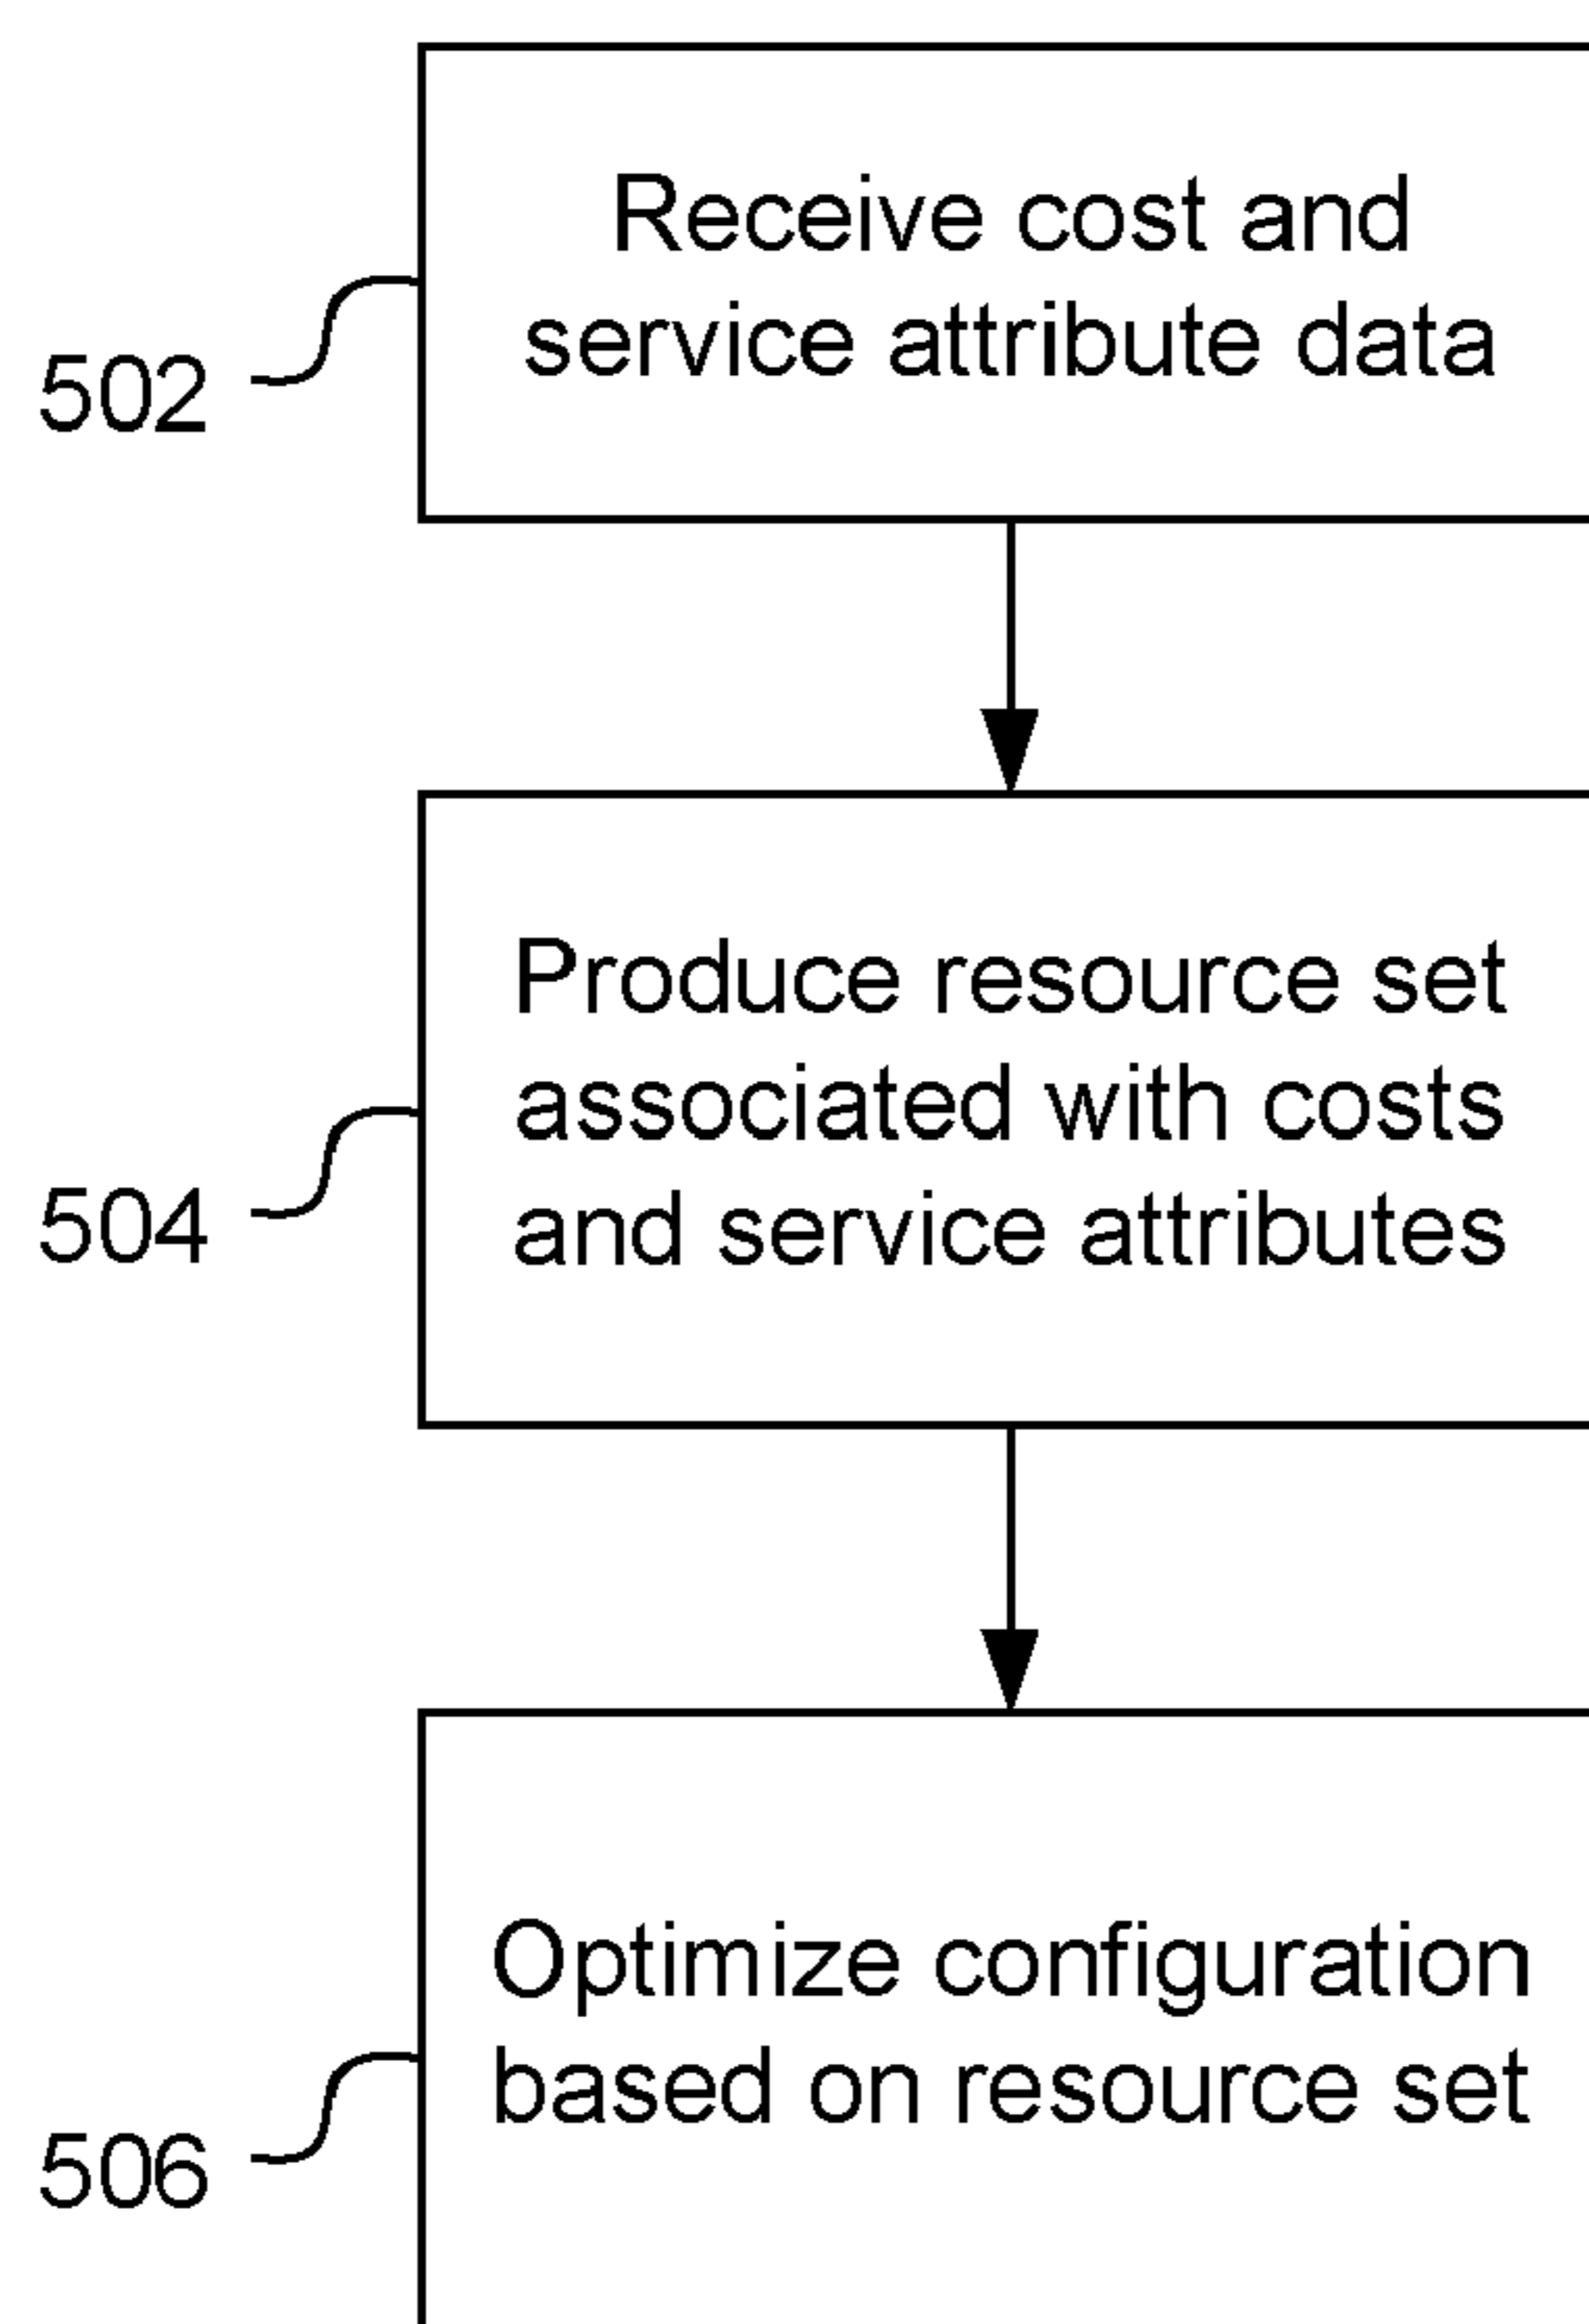 Receive cost and
service attribute data
502
Produce resource set
associated with costs
and service attributes
504
Optimize configuration
based on resource set
506